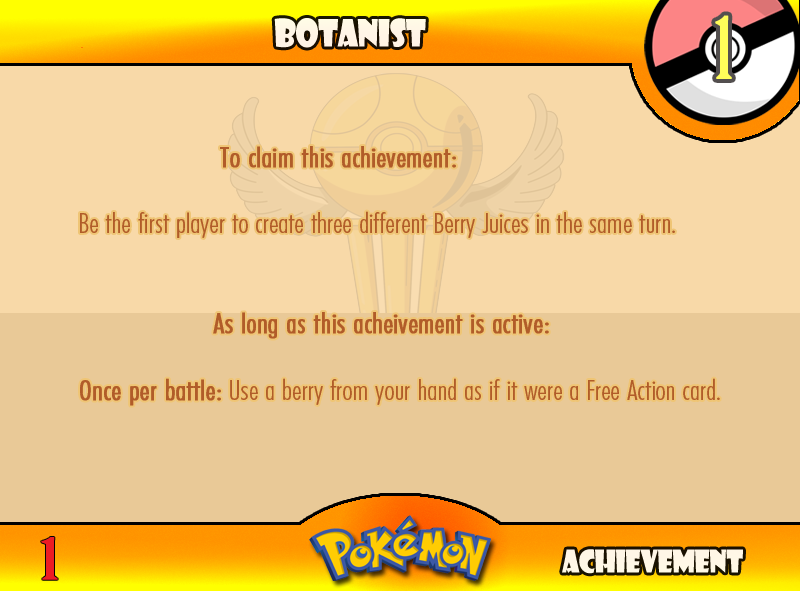 BOTANIST
1
To claim this achievement:
Be the first player to create three different Berry Juices in the same turn.
As long as this acheivement is active:
Once per battle: Use a berry from your hand as if it were a Free Action card.
1
POKéMON
ACHIEVEMENT